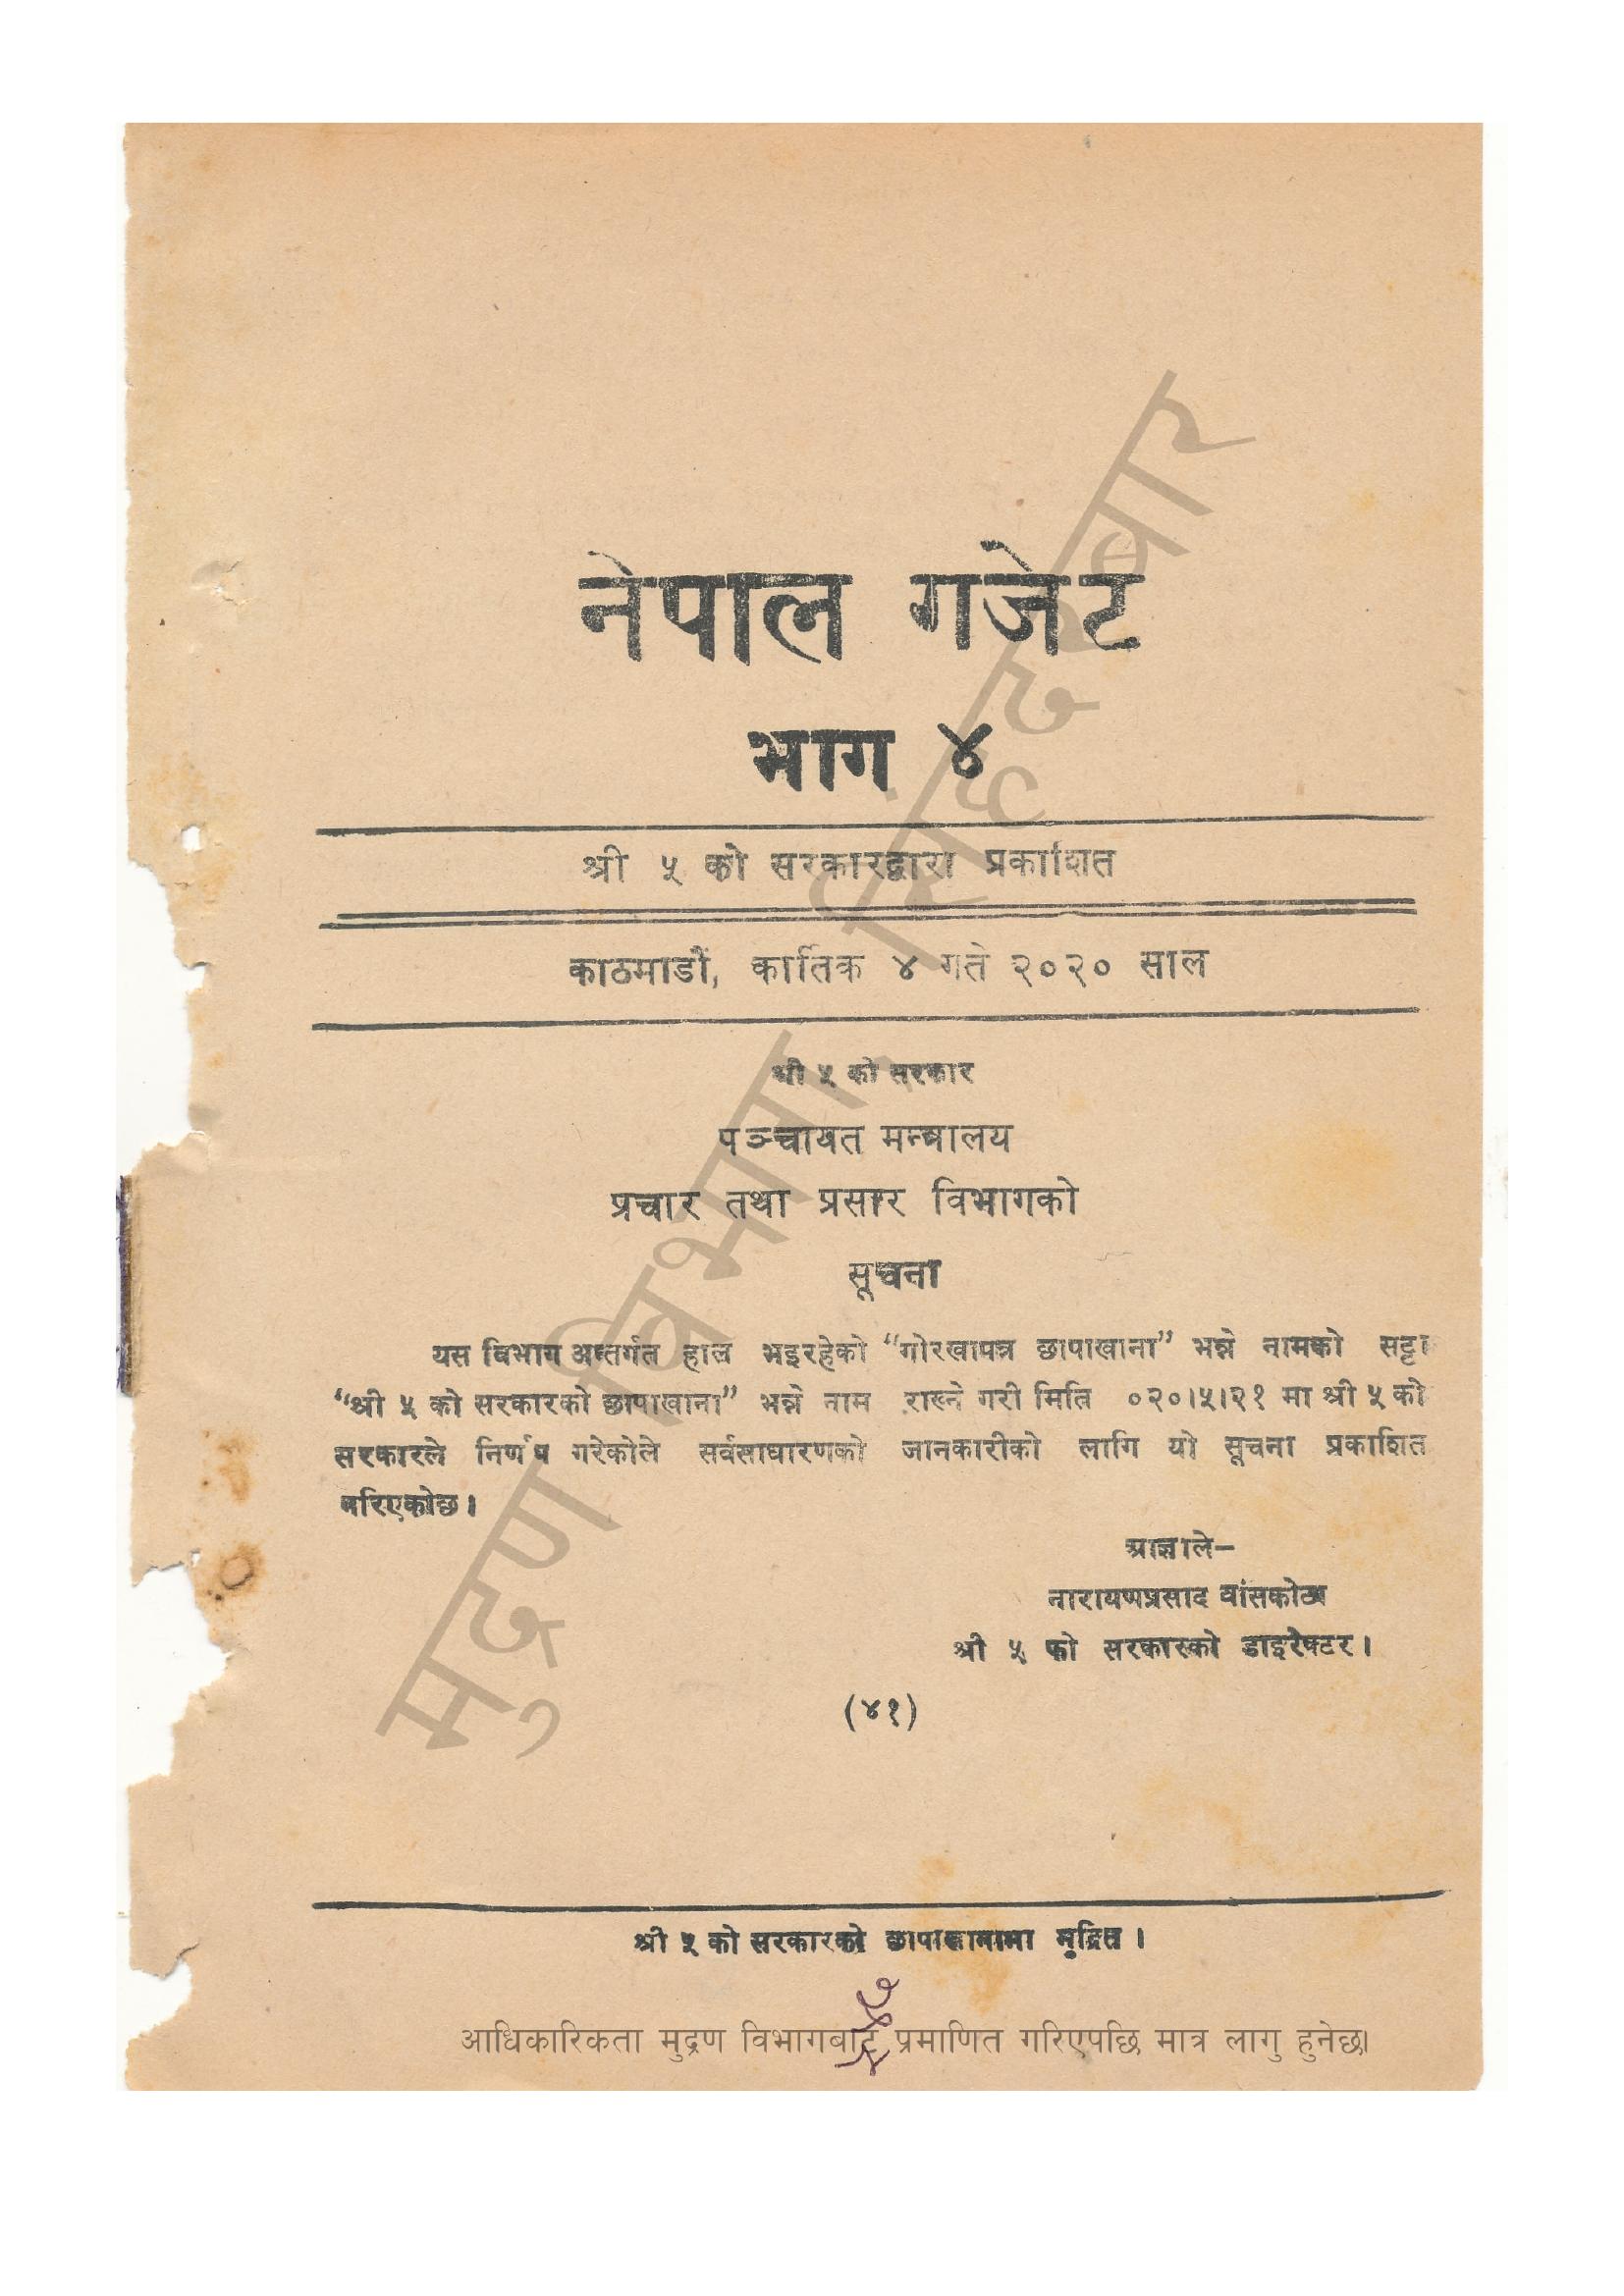 नेपाल गजेट
भाग ४
श्री ५ को सरकारद्वारा प्रकाशित
काठमाडौं, कार्तिक ४ गते २०२० साल
श्री ५ को सरकार
पञ्चायत मन्त्रालय
प्रचार तथा प्रसार विभागको
सूचना
यस विभाग अन्तर्गत हाल भइरहेको “गोरखापत्र छापाखाना” भन्ने नामको सट्टा
“श्री ५ को सरकारको छापाखाना” भन्ने नाम राख्ने गरी मिति ०२०।५।२१ मा श्री ५ को
सरकारले निर्णय गरेकोले सर्वसाधारणको जानकारीको लागि यो सूचना प्रकाशित
गरिएकोछ।
आज्ञाले—
नारायणप्रसाद बांसकोटा
श्री ५ को सरकारको डाइरेक्टर।
(४१)
श्री ५ को सरकारको छापाखानामा मुद्रित।
आधिकारिकता मुद्रण विभागबाट प्रमाणित गरिएपछि मात्र लागु हुनेछ।
मुद्रण विभाग, सिंहदरबार